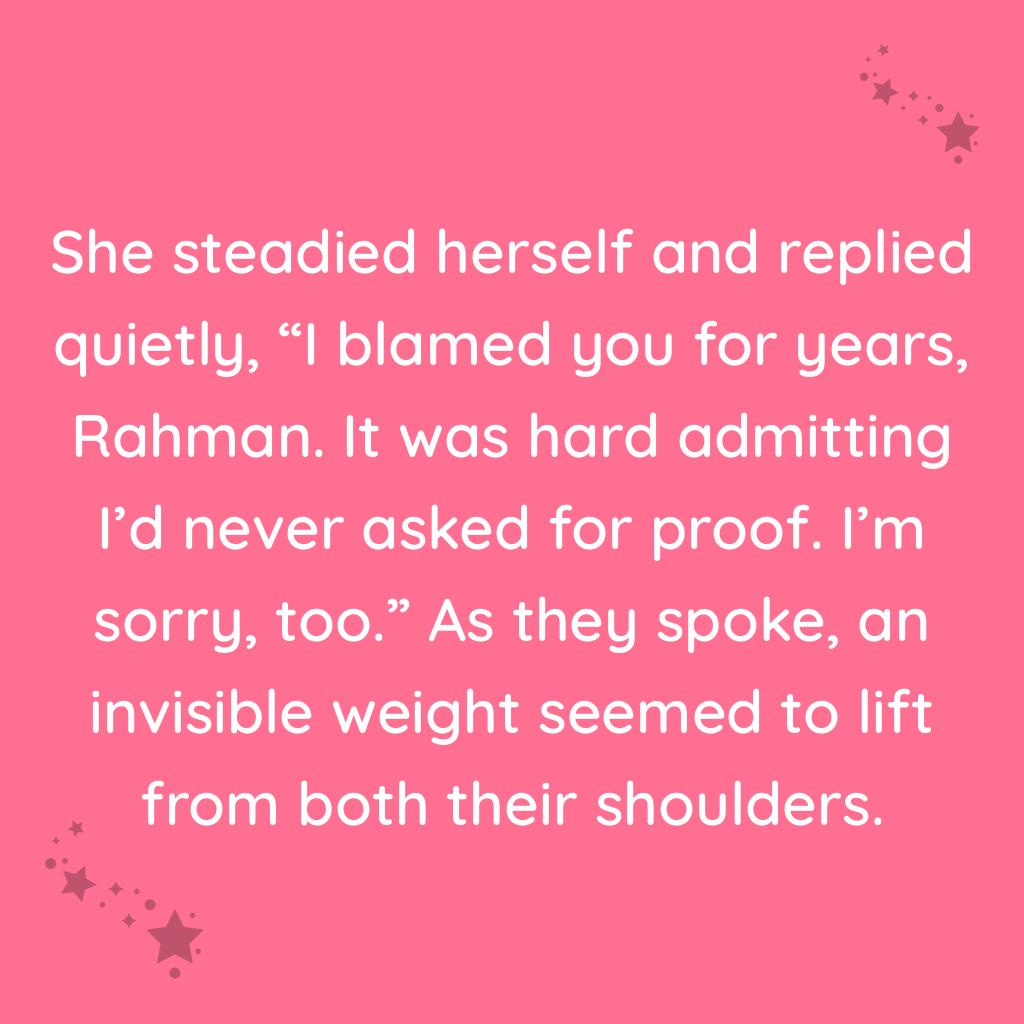 She steadied herself and replied
quietly, “I blamed you for years,
Rahman. It was hard admitting
I’d never asked for proof. I’m
sorry, too.” As they spoke, an
invisible weight seemed to lift
from both their shoulders.